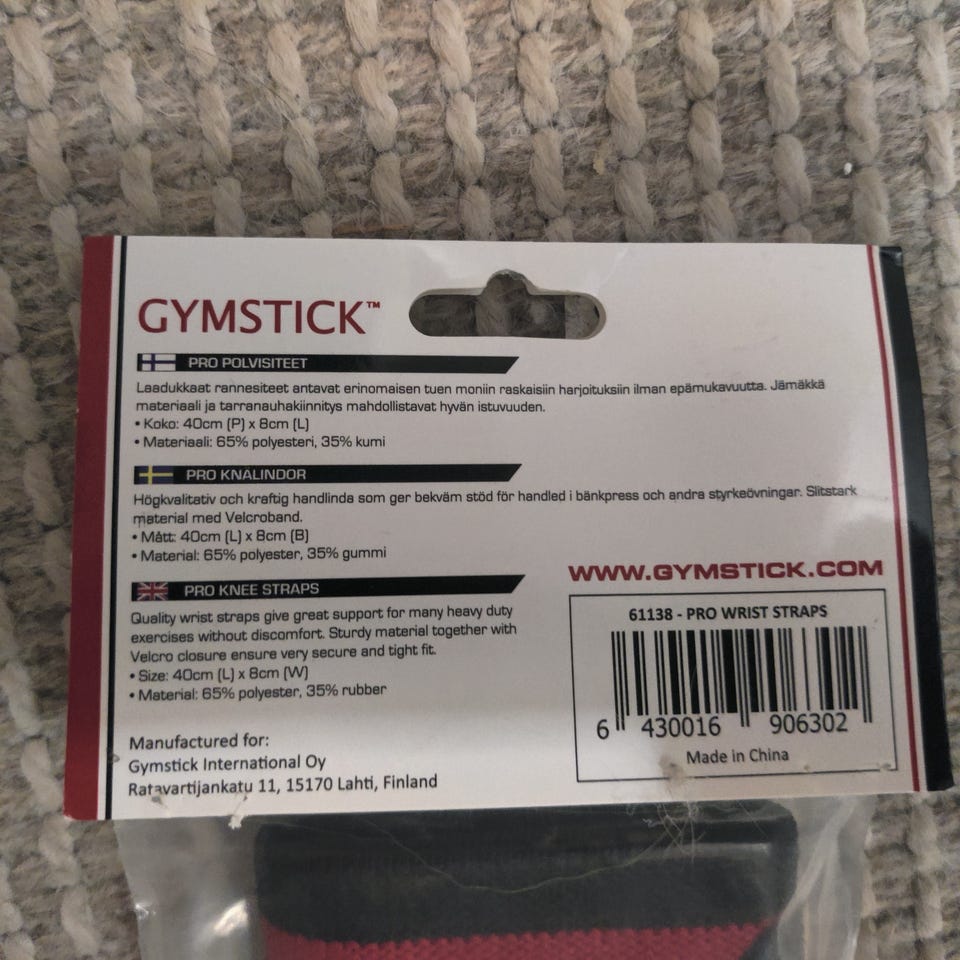 GYMSTICK™
PRO POLVISITEET
Laadukkaat rannesiteet antavat erinomaisen tuen moniin raskaisiin harjoituksiin ilman epämukavuutta. Jämäkkä
materiaali ja tarranauhakiinnitys mahdollistavat hyvän istuvuuden.
• Koko: 40cm (P) x 8cm (L)
• Materiaali: 65% polyesteri, 35% kumi
PRO KNÄLINDOR
Högkvalitativ och kraftig handlinda som ger bekväm stöd för handled i bänkpress och andra styrkeövningar. Slitstark
material med Velcroband.
• Mått: 40cm (L) x 8cm (B)
• Material: 65% polyester, 35% gummi
PRO KNEE STRAPS
Quality wrist straps give great support for many heavy duty
exercises without discomfort. Sturdy material together with
Velcro closure ensure very secure and tight fit.
• Size: 40cm (L) x 8cm (W)
• Material: 65% polyester, 35% rubber
Manufactured for:
Gymstick International Oy
Ratavartijankatu 11, 15170 Lahti, Finland
WWW.GYMSTICK.COM
61138 - PRO WRIST STRAPS
6 430016 906302
Made in China